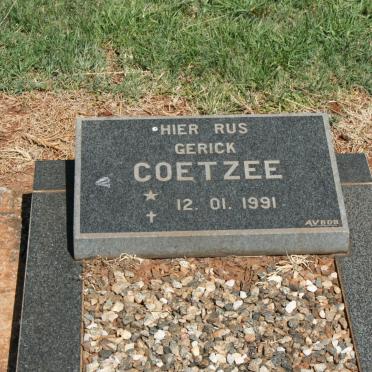 HIER RUS
GERICK
COETZEE
12. 01. 1991
AVBOB